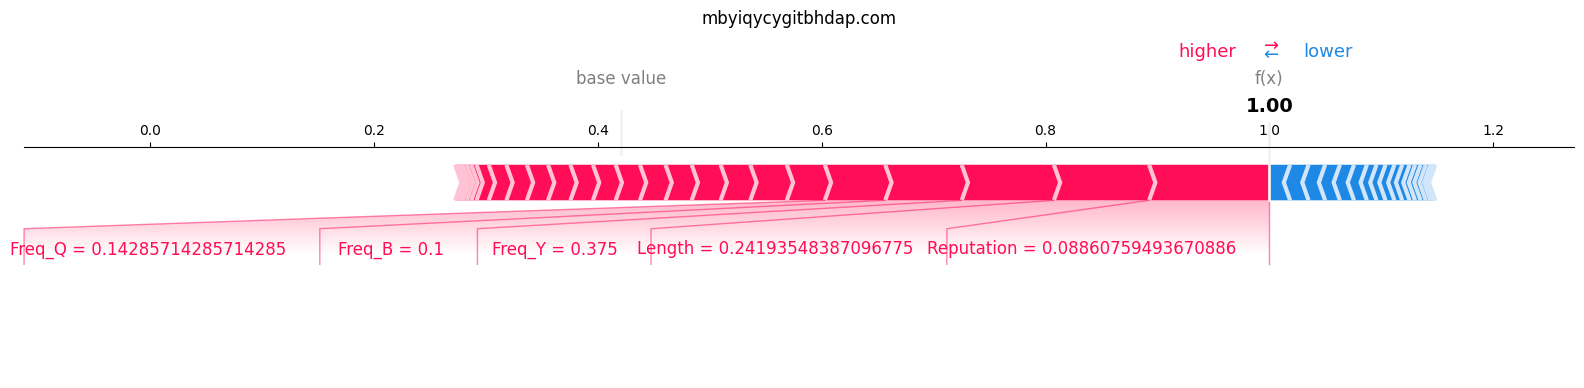 mbyiqycygitbhdap.com
higher → ← lower
base value f(x)
1.00
0.0 0.2 0.4 0.6 0.8 1.0 1.2
Freq_Q = 0.14285714285714285 Freq_B = 0.1 Freq_Y = 0.375 Length = 0.24193548387096775 Reputation = 0.08860759493670886